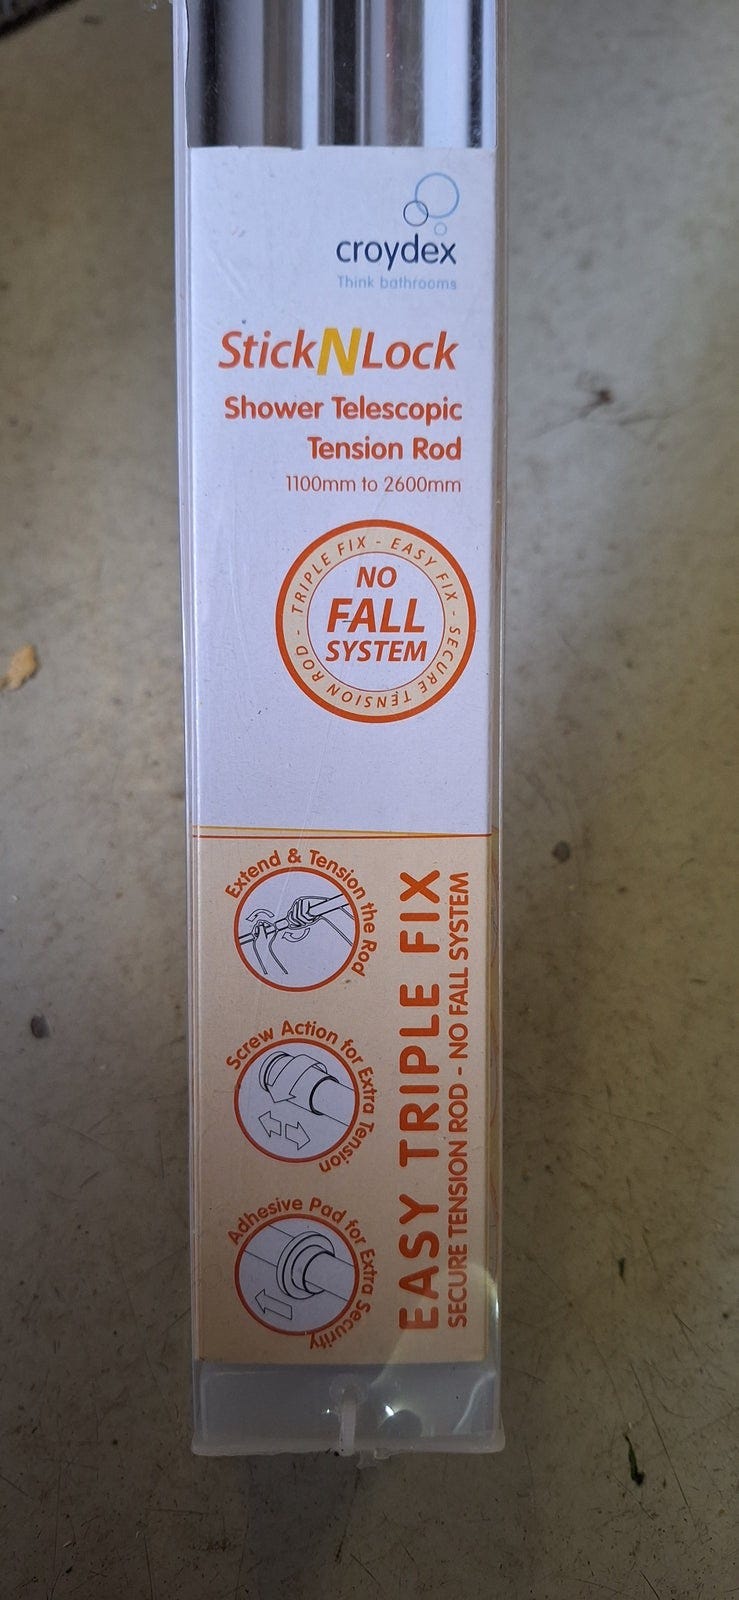 croydex
Think bathrooms
StickNLock
Shower Telescopic
Tension Rod
1100mm to 2600mm
TRIPLE FIX - EASY FIX - SECURE TENSION ROD -
NO
FALL
SYSTEM
Extend & Tension the Rod
Screw Action for Extra Tension
Adhesive Pad for Extra Security
EASY TRIPLE FIX
SECURE TENSION ROD - NO FALL SYSTEM